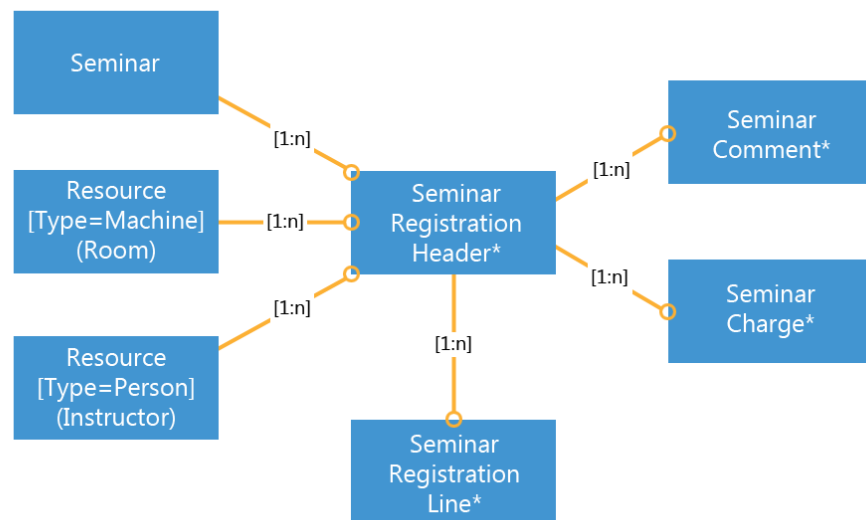 Seminar
[1:n]
Resource
[Type=Machine]
(Room)
[1:n]
Resource
[Type=Person]
(Instructor)
[1:n]
Seminar
Registration
Header*
[1:n]
Seminar
Registration
Line*
[1:n]
Seminar
Comment*
[1:n]
Seminar
Charge*